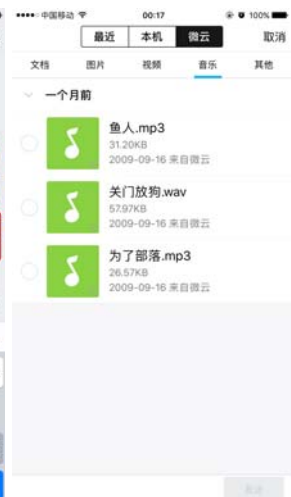 中国移动 00:17 100%
最近 本机 微云 取消
文档 图片 视频 音乐 其他
一个月前
鱼人.mp3
31.20KB
2009-09-16 来自微云
关门放狗.wav
57.97KB
2009-09-16 来自微云
为了部落.mp3
26.57KB
2009-09-16 来自微云